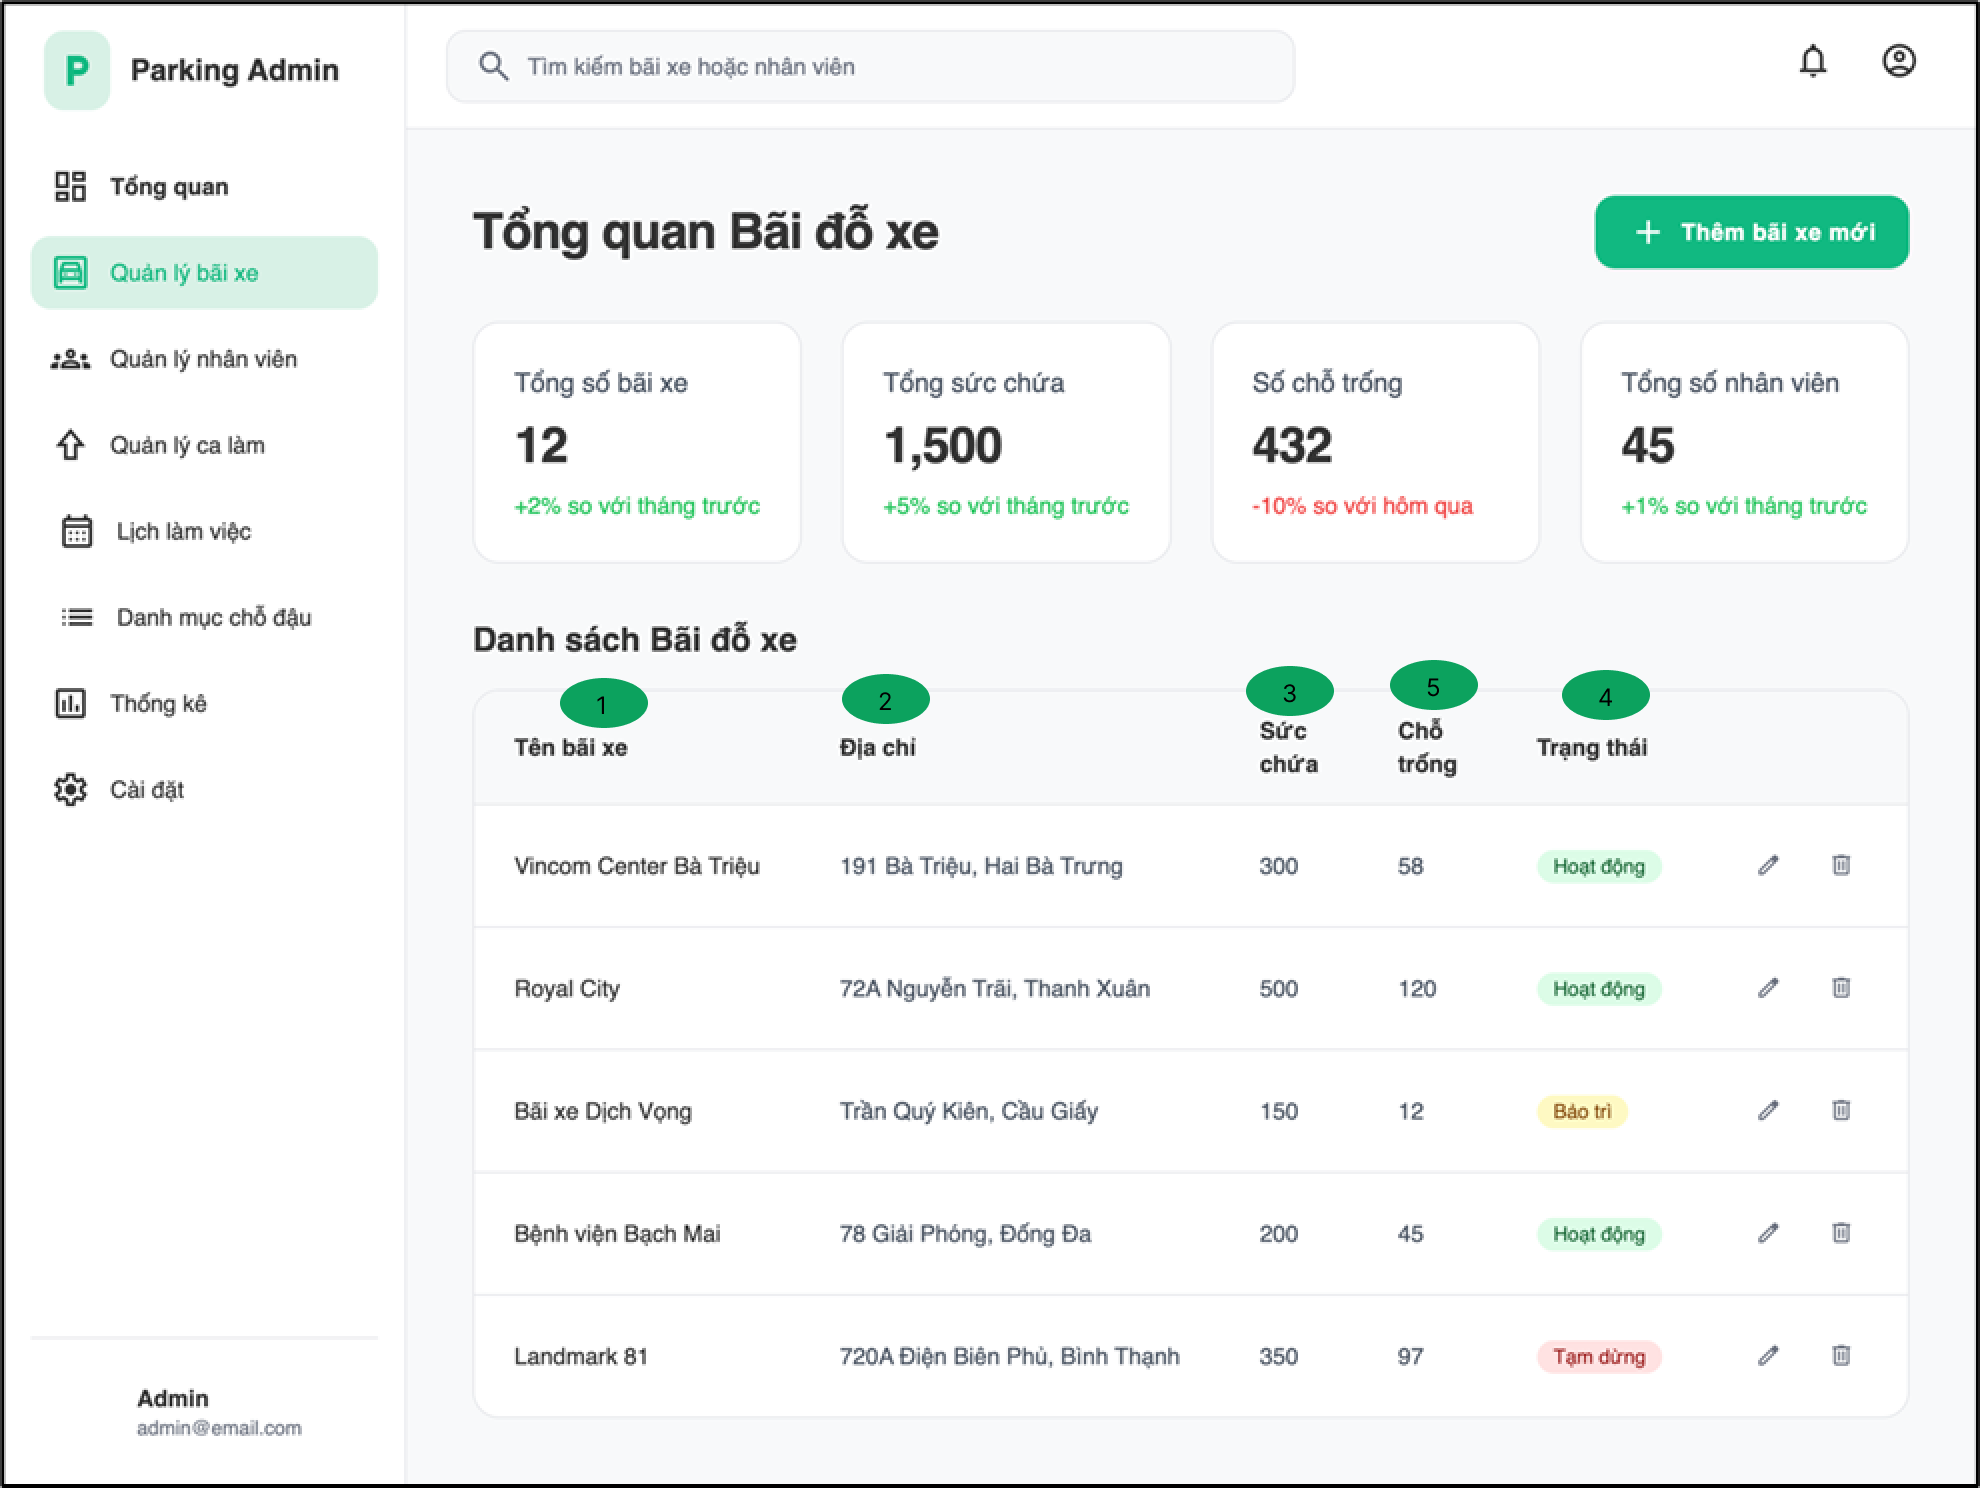 P
Parking Admin
Tìm kiếm bãi xe hoặc nhân viên
Tổng quan
Quản lý bãi xe
Quản lý nhân viên
Quản lý ca làm
Lịch làm việc
Danh mục chỗ đậu
Thống kê
Cài đặt
Admin
admin@email.com
Tổng quan Bãi đỗ xe
Thêm bãi xe mới
Tổng số bãi xe
12
+2% so với tháng trước
Tổng sức chứa
1,500
+5% so với tháng trước
Số chỗ trống
432
-10% so với hôm qua
Tổng số nhân viên
45
+1% so với tháng trước
Danh sách Bãi đỗ xe
1 2 3 5 4
Tên bãi xe Địa chỉ Sức chứa Chỗ trống Trạng thái
Vincom Center Bà Triệu 191 Bà Triệu, Hai Bà Trưng 300 58 Hoạt động
Royal City 72A Nguyễn Trãi, Thanh Xuân 500 120 Hoạt động
Bãi xe Dịch Vọng Trần Quý Kiên, Cầu Giấy 150 12 Bảo trì
Bệnh viện Bạch Mai 78 Giải Phóng, Đống Đa 200 45 Hoạt động
Landmark 81 720A Điện Biên Phủ, Bình Thạnh 350 97 Tạm dừng